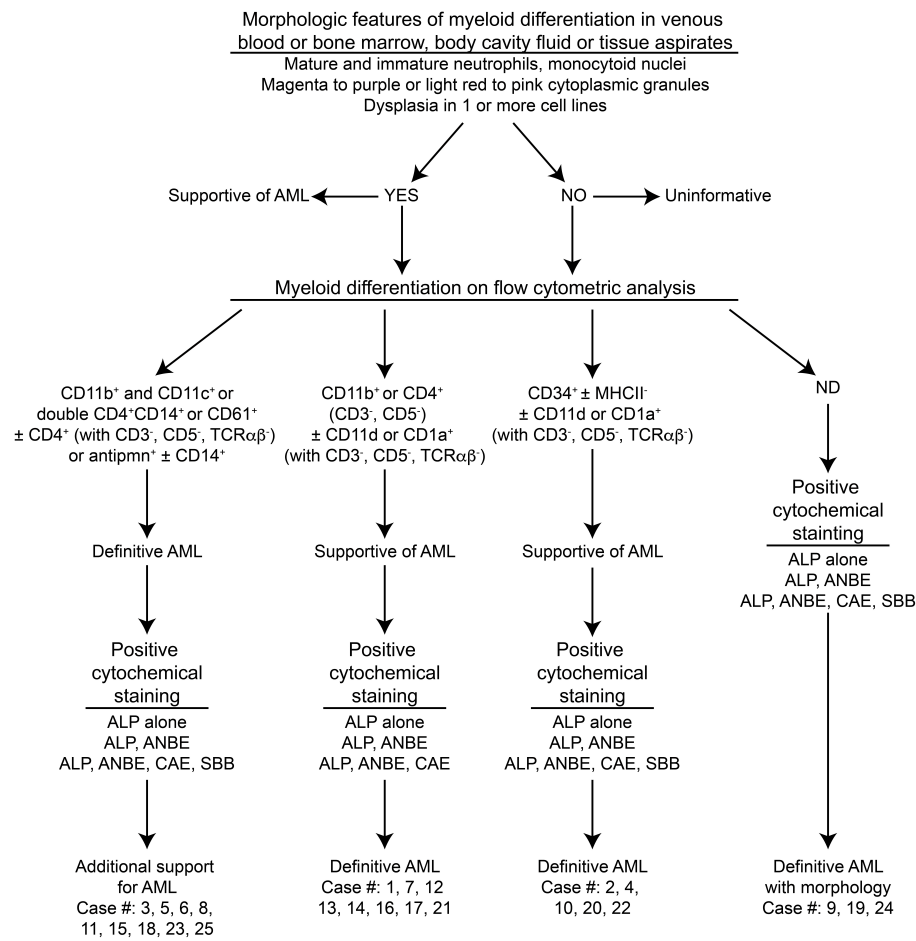 Morphologic features of myeloid differentiation in venous
blood or bone marrow, body cavity fluid or tissue aspirates
Mature and immature neutrophils, monocytoid nuclei
Magenta to purple or light red to pink cytoplasmic granules
Dysplasia in 1 or more cell lines
Supportive of AML
YES
NO
Uninformative
Myeloid differentiation on flow cytometric analysis
CD11b⁺ and CD11c⁺ or
double CD4⁺CD14⁺ or CD61⁺
± CD4⁺ (with CD3⁻, CD5⁻, TCRαβ⁻)
or antipmn⁺ ± CD14⁺
Definitive AML
Positive
cytochemical
staining
ALP alone
ALP, ANBE
ALP, ANBE, CAE, SBB
Additional support
for AML
Case #: 3, 5, 6, 8,
11, 15, 18, 23, 25
CD11b⁺ or CD4⁺
(CD3⁻, CD5⁻)
± CD11d or CD1a⁺
(with CD3⁻, CD5⁻, TCRαβ⁻)
Supportive of AML
Positive
cytochemical
staining
ALP alone
ALP, ANBE
ALP, ANBE, CAE
Definitive AML
Case #: 1, 7, 12
13, 14, 16, 17, 21
CD34⁺ ± MHCII⁻
± CD11d or CD1a⁺
(with CD3⁻, CD5⁻, TCRαβ⁻)
Supportive of AML
Positive
cytochemical
staining
ALP alone
ALP, ANBE
ALP, ANBE, CAE, SBB
Definitive AML
Case #: 2, 4,
10, 20, 22
ND
Positive
cytochemical
stainting
ALP alone
ALP, ANBE
ALP, ANBE, CAE, SBB
Definitive AML
with morphology
Case #: 9, 19, 24